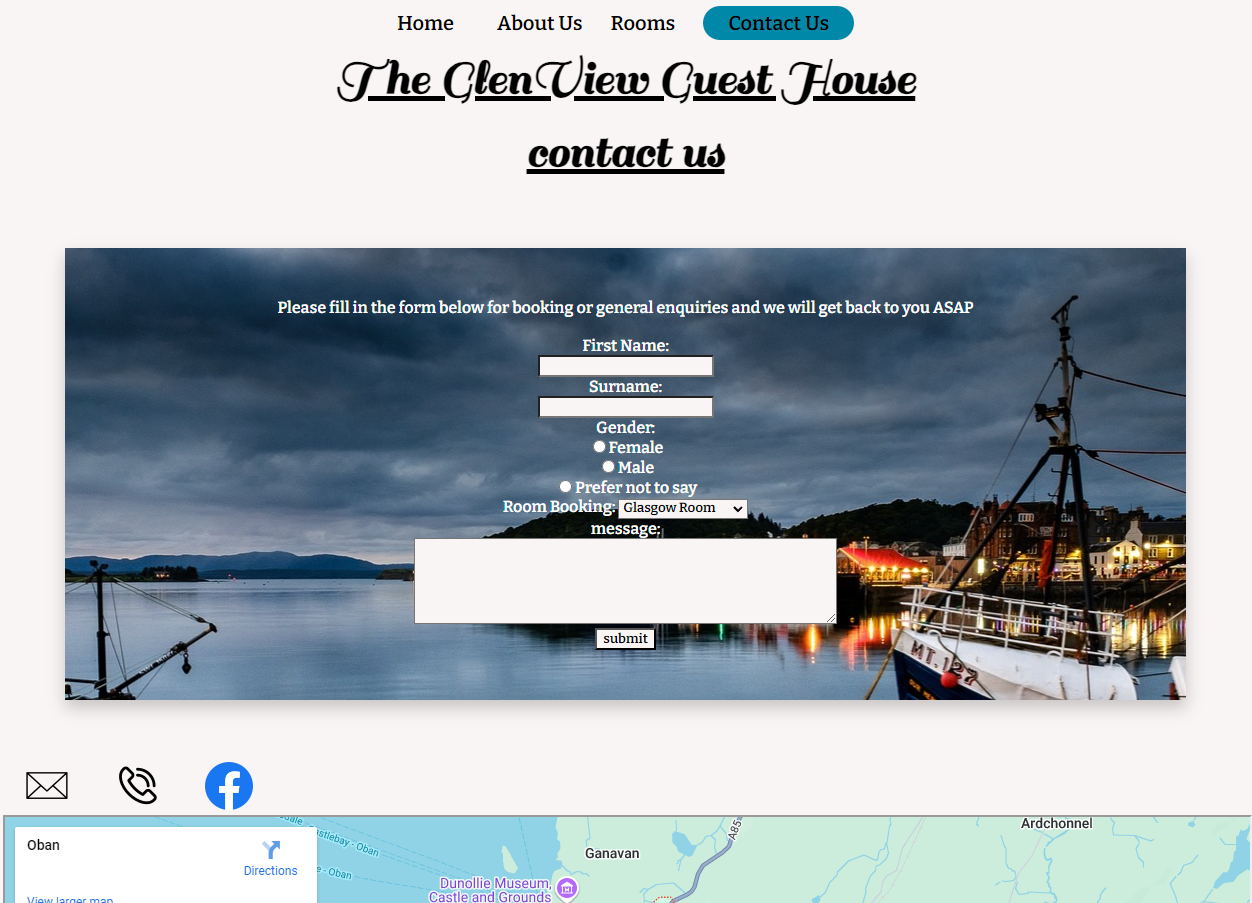 Home About Us Rooms Contact Us
The GlenView Guest House
contact us
Please fill in the form below for booking or general enquiries and we will get back to you ASAP
First Name:
Surname:
Gender:
Female
Male
Prefer not to say
Room Booking: Glasgow Room
message:
submit
MT. 127
Oban
Directions
View larger map
Castlebay - Oban
- Oban
Ganavan
A85
Ardchonnel
Dunollie Museum,
Castle and Grounds